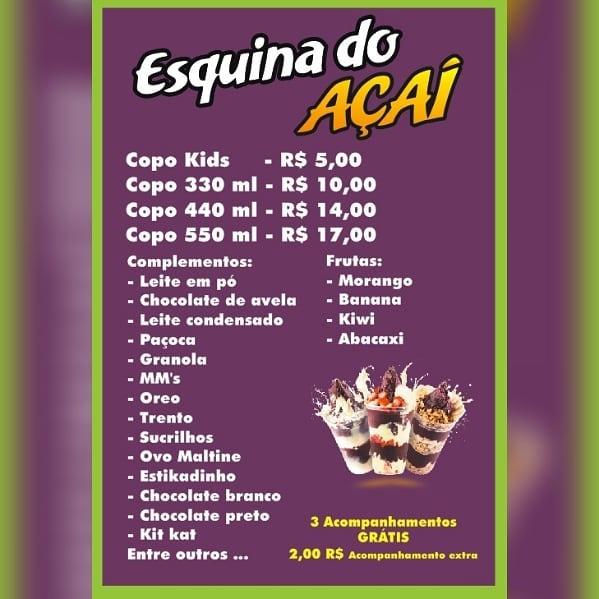 Esquina do
AÇAÍ
Copo Kids - R$ 5,00
Copo 330 ml - R$ 10,00
Copo 440 ml - R$ 14,00
Copo 550 ml - R$ 17,00
Complementos:
- Leite em pó
- Chocolate de avela
- Leite condensado
- Paçoca
- Granola
- MM's
- Oreo
- Trento
- Sucrilhos
- Ovo Maltine
- Estikadinho
- Chocolate branco
- Chocolate preto
- Kit kat
Entre outros ...
Frutas:
- Morango
- Banana
- Kiwi
- Abacaxi
3 Acompanhamentos
GRÁTIS
2,00 R$ Acompanhamento extra